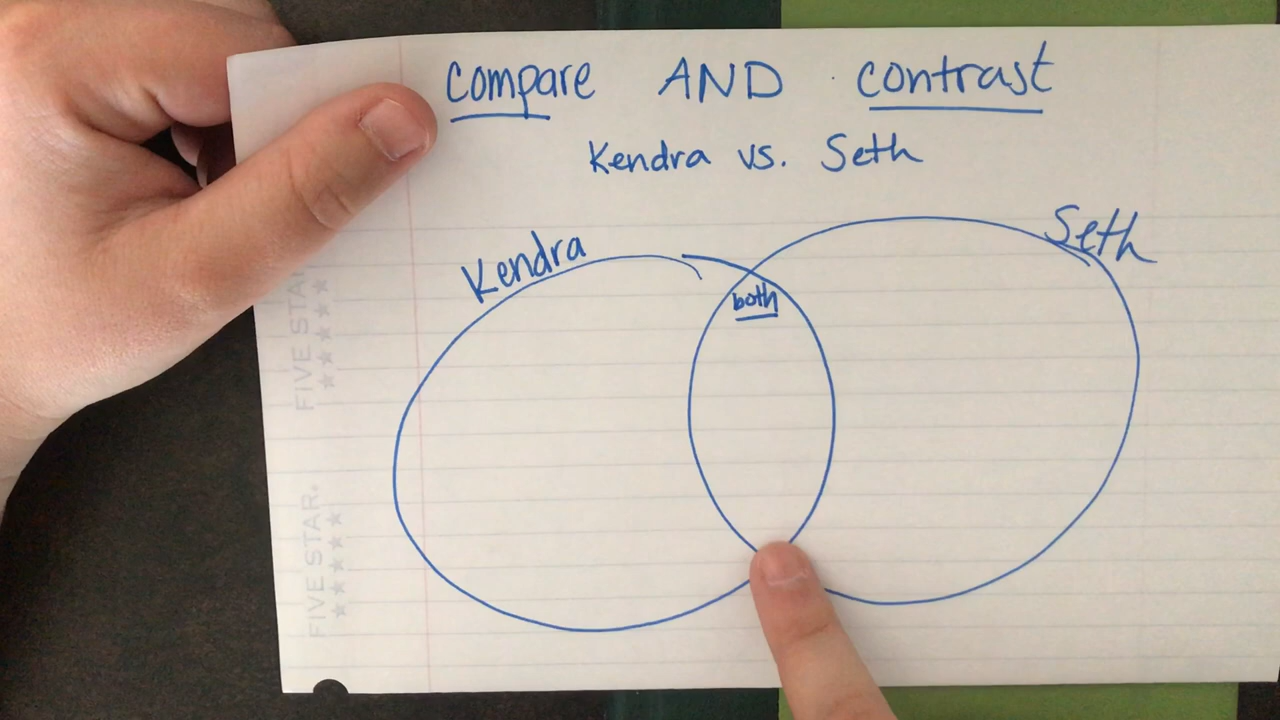 compare AND contrast
Kendra vs. Seth
Kendra
Seth
both
FIVE STAR
FIVE STAR.